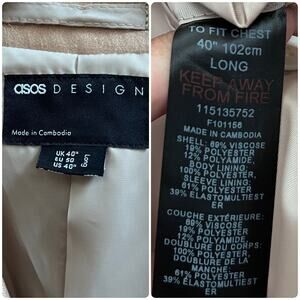 asos DESIGN
Made in Cambodia
UK 40"
EU 50
US 40"
Long
TO FIT CHEST
40" 102cm
LONG
KEEP AWAY
FROM FIRE
115135752
F101156
MADE IN CAMBODIA
SHELL: 69% VISCOSE
19% POLYESTER
12% POLYAMIDE,
BODY LINING:
100% POLYESTER,
SLEEVE LINING:
61% POLYESTER
39% ELASTOMULTIEST
ER
COUCHE EXTÉRIEURE:
69% VISCOSE
19% POLYESTER
12% POLYAMIDE,
DOUBLURE DU CORPS:
100% POLYESTER,
DOUBLURE DE LA
MANCHE:
61% POLYESTER
39% ELASTOMULTIEST
ER